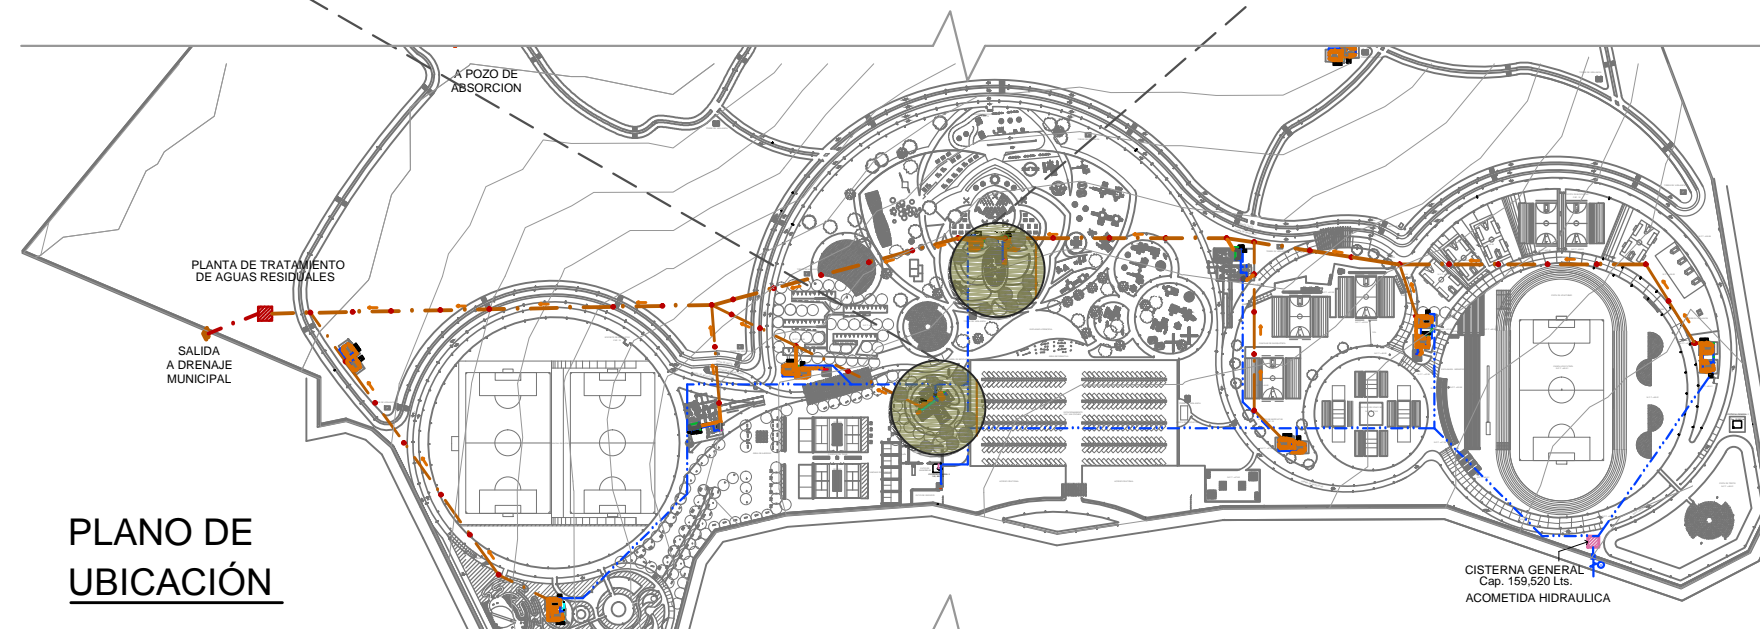 A POZO DE
ABSORCION
PLANTA DE TRATAMIENTO
DE AGUAS RESIDUALES
SALIDA
A DRENAJE
MUNICIPAL
PLANO DE
UBICACIÓN
CISTERNA GENERAL
Cap. 159,520 Lts.
ACOMETIDA HIDRAULICA